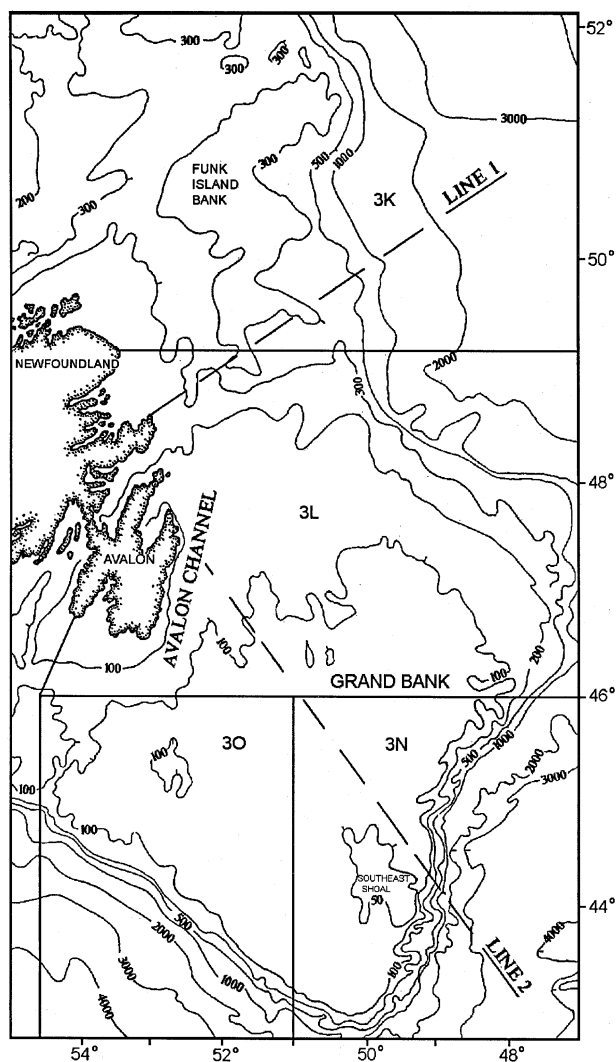 52°
300
300
300
3000
500
1000
300
FUNK
ISLAND
BANK
3K
LINE 1
200
300
50°
NEWFOUNDLAND
2000
300
48°
3L
AVALON
AVALON CHANNEL
100
200
100
100
GRAND BANK
46°
3O
3N
100
500
1000
2000
3000
100
100
SOUTHEAST
SHOAL
50
44°
500
2000
1000
3000
4000
100
4000
LINE 2
54°
52°
50°
48°